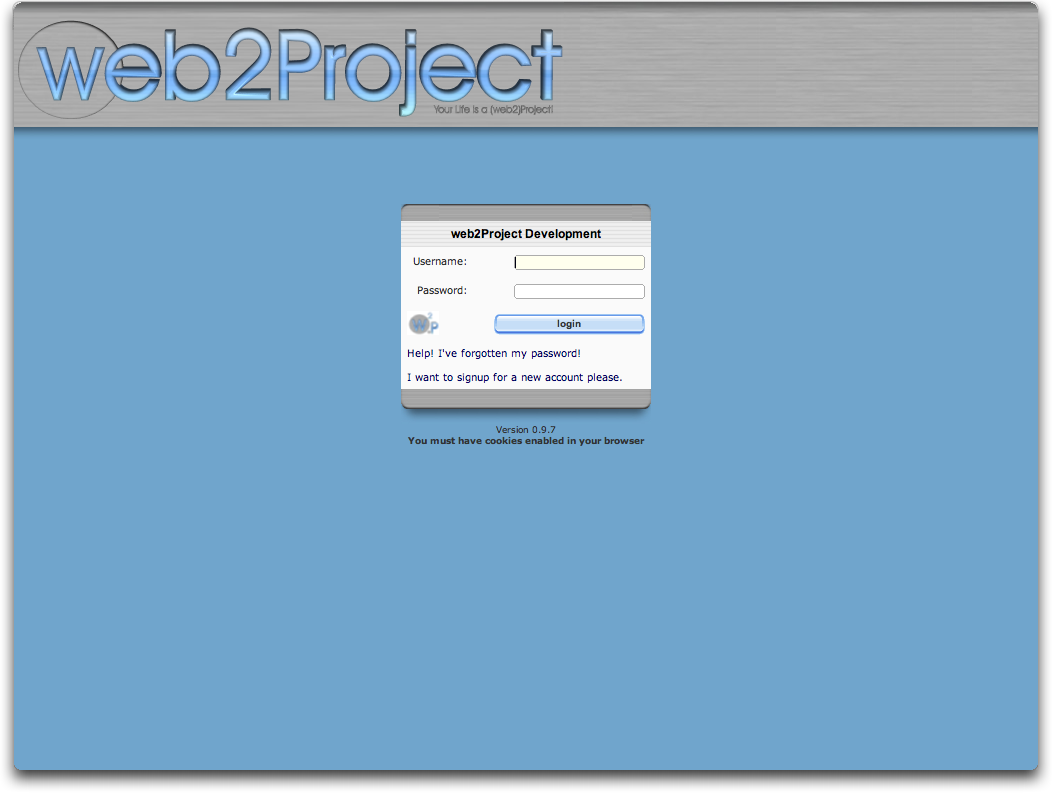 web2Project
Your Life is a (web2)Project!
web2Project Development
Username:
Password:
w2p
login
Help! I've forgotten my password!
I want to signup for a new account please.
Version 0.9.7
You must have cookies enabled in your browser